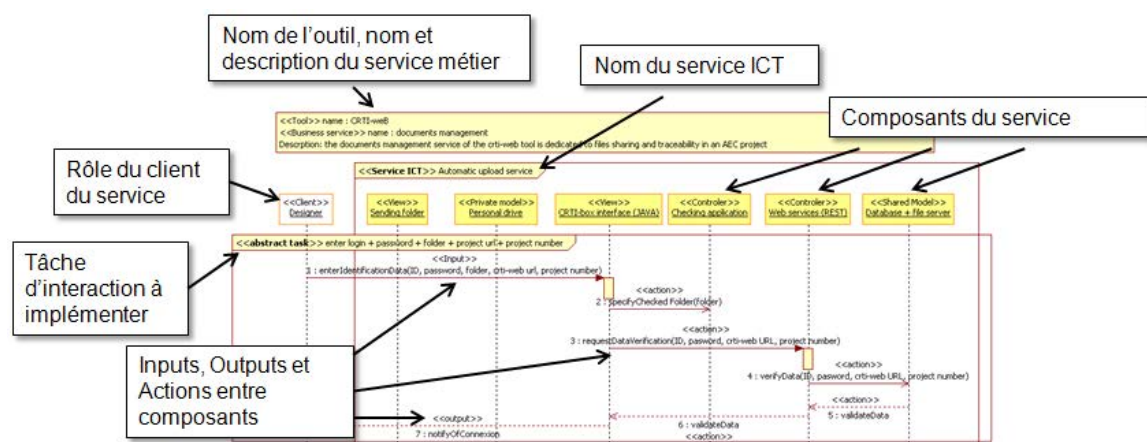 Nom de l'outil, nom et
description du service métier
Nom du service ICT
Composants du service
<<Tool>> name : CRTI-weB
<<Business service>> name : documents management
Descrption: the documents management service of the crti-web tool is dedicated to files sharing and traceability in an AEC project
Rôle du client
du service
<<Service ICT>> Automatic upload service
<<Client>>
Designer
<<View>>
Sending folder
<<Private model>>
Personal drive
<<View>>
CRTI-box interface (JAVA)
<<Controler>>
Checking application
<<Controler>>
Web services (REST)
<<Shared Model>>
Database + file server
<<abstract task>> enter login + password + folder + project url + project number
Tâche
d'interaction à
implémenter
<<Input>>
1 : enterIdentificationData(ID, password, folder, crti-web url, project number)
<<action>>
2 : specifyChecked Folder(folder)
Inputs, Outputs et
Actions entre
composants
<<action>>
3 : requestDataVerification(ID, pasword, crti-web URL, project number)
<<action>>
4 : verifyData(ID, pasword, crti-web URL, project number)
<<action>>
5 : validateData
<<output>>
6 : validateData
7 : notifyOfConnexion
<<action>>